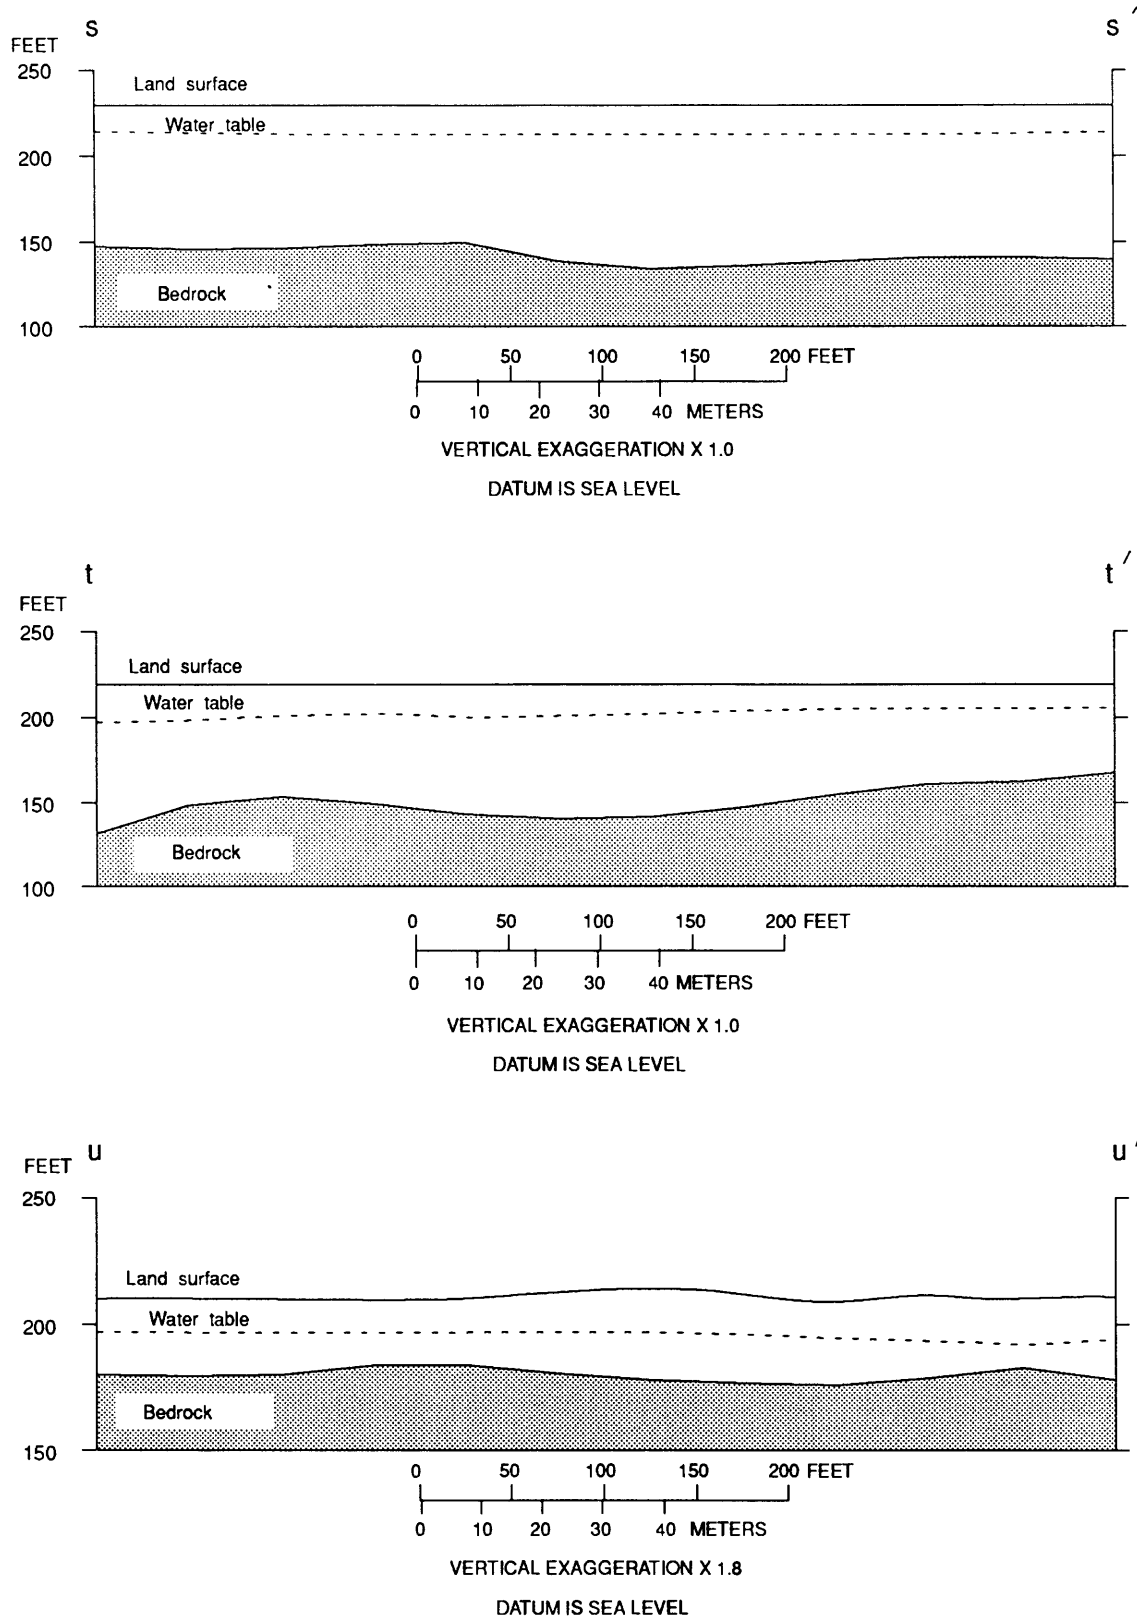 s s′
FEET
250
Land surface
Water table
200
150
Bedrock
100
0 50 100 150 200 FEET
0 10 20 30 40 METERS
VERTICAL EXAGGERATION X 1.0
DATUM IS SEA LEVEL
t t′
FEET
250
Land surface
Water table
200
150
Bedrock
100
0 50 100 150 200 FEET
0 10 20 30 40 METERS
VERTICAL EXAGGERATION X 1.0
DATUM IS SEA LEVEL
u u′
FEET
250
Land surface
Water table
200
Bedrock
150
0 50 100 150 200 FEET
0 10 20 30 40 METERS
VERTICAL EXAGGERATION X 1.8
DATUM IS SEA LEVEL